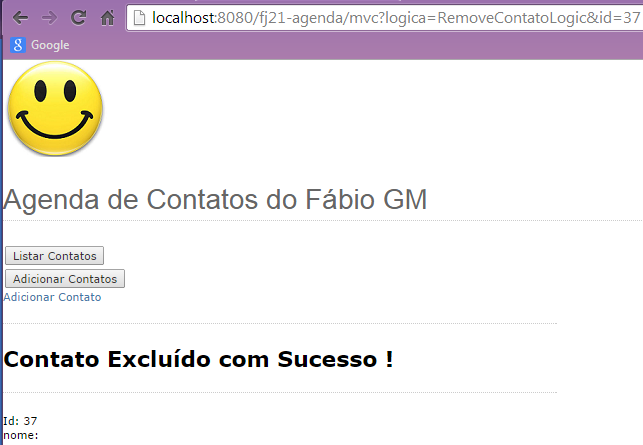 localhost:8080/fj21-agenda/mvc?logica=RemoveContatoLogic&id=37
Google
Agenda de Contatos do Fábio GM
Listar Contatos
Adicionar Contatos
Adicionar Contato
Contato Excluído com Sucesso !
Id: 37
nome: